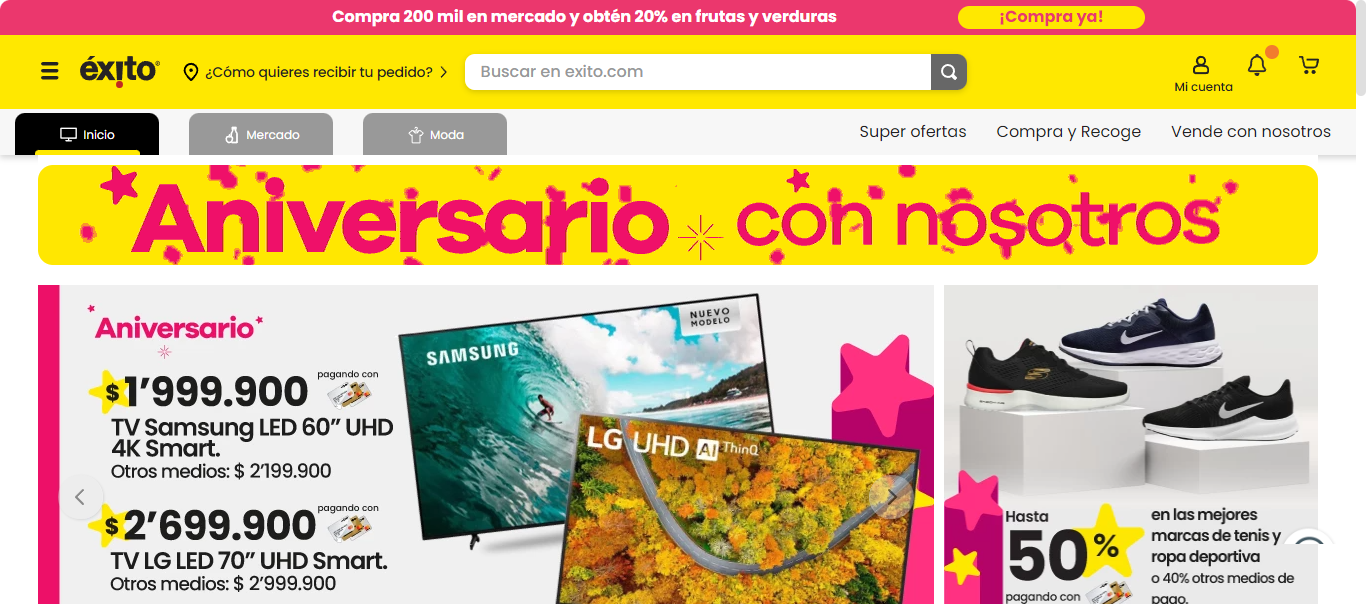 Compra 200 mil en mercado y obtén 20% en frutas y verduras
¡Compra ya!
éxito
¿Cómo quieres recibir tu pedido?
Buscar en exito.com
Mi cuenta
Inicio
Mercado
Moda
Super ofertas
Compra y Recoge
Vende con nosotros
Aniversario con nosotros
Aniversario
$1’999.900
pagando con
TV Samsung LED 60” UHD
4K Smart.
Otros medios: $ 2’199.900
$2’699.900
pagando con
TV LG LED 70” UHD Smart.
Otros medios: $ 2’999.900
SAMSUNG
NUEVO
MODELO
LG UHD AI ThinQ
Hasta
50%
pagando con
en las mejores
marcas de tenis y
ropa deportiva
o 40% otros medios de
pago.